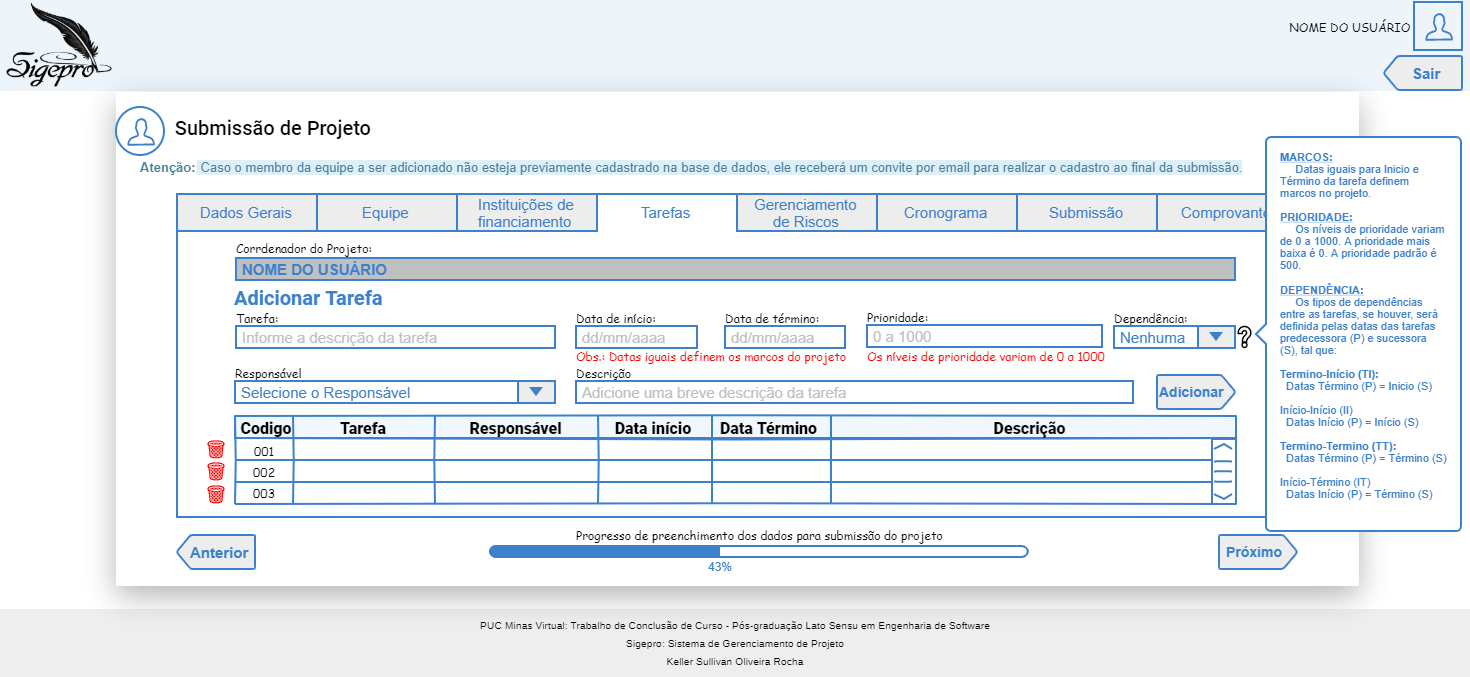 Sigepro
NOME DO USUÁRIO
Sair
Submissão de Projeto
Atenção: Caso o membro da equipe a ser adicionado não esteja previamente cadastrado na base de dados, ele receberá um convite por email para realizar o cadastro ao final da submissão.
Dados Gerais
Equipe
Instituições de
financiamento
Tarefas
Gerenciamento
de Riscos
Cronograma
Submissão
Comprovante
Corrdenador do Projeto:
NOME DO USUÁRIO
Adicionar Tarefa
Tarefa:
Data de início:
Data de término:
Prioridade:
Dependência:
Informe a descrição da tarefa
dd/mm/aaaa
dd/mm/aaaa
0 a 1000
Nenhuma
?
Obs.: Datas iguais definem os marcos do projeto
Os níveis de prioridade variam de 0 a 1000
Responsável
Descrição
Selecione o Responsável
Adicione uma breve descrição da tarefa
Adicionar
Codigo Tarefa Responsável Data início Data Término Descrição
001
002
003
Anterior
Progresso de preenchimento dos dados para submissão do projeto
43%
Próximo
MARCOS:
Datas iguais para Inicio e
Término da tarefa definem
marcos no projeto.
PRIORIDADE:
Os níveis de prioridade variam
de 0 a 1000. A prioridade mais
baixa é 0. A prioridade padrão é
500.
DEPENDÊNCIA:
Os tipos de dependências
entre as tarefas, se houver, será
definida pelas datas das tarefas
predecessora (P) e sucessora
(S), tal que:
Termino-Início (TI):
Datas Término (P) = Inicio (S)
Início-Início (II)
Datas Início (P) = Início (S)
Termino-Termino (TT):
Datas Término (P) = Término (S)
Início-Término (IT)
Datas Início (P) = Término (S)
PUC Minas Virtual: Trabalho de Conclusão de Curso - Pós-graduação Lato Sensu em Engenharia de Software
Sigepro: Sistema de Gerenciamento de Projeto
Keller Sullivan Oliveira Rocha